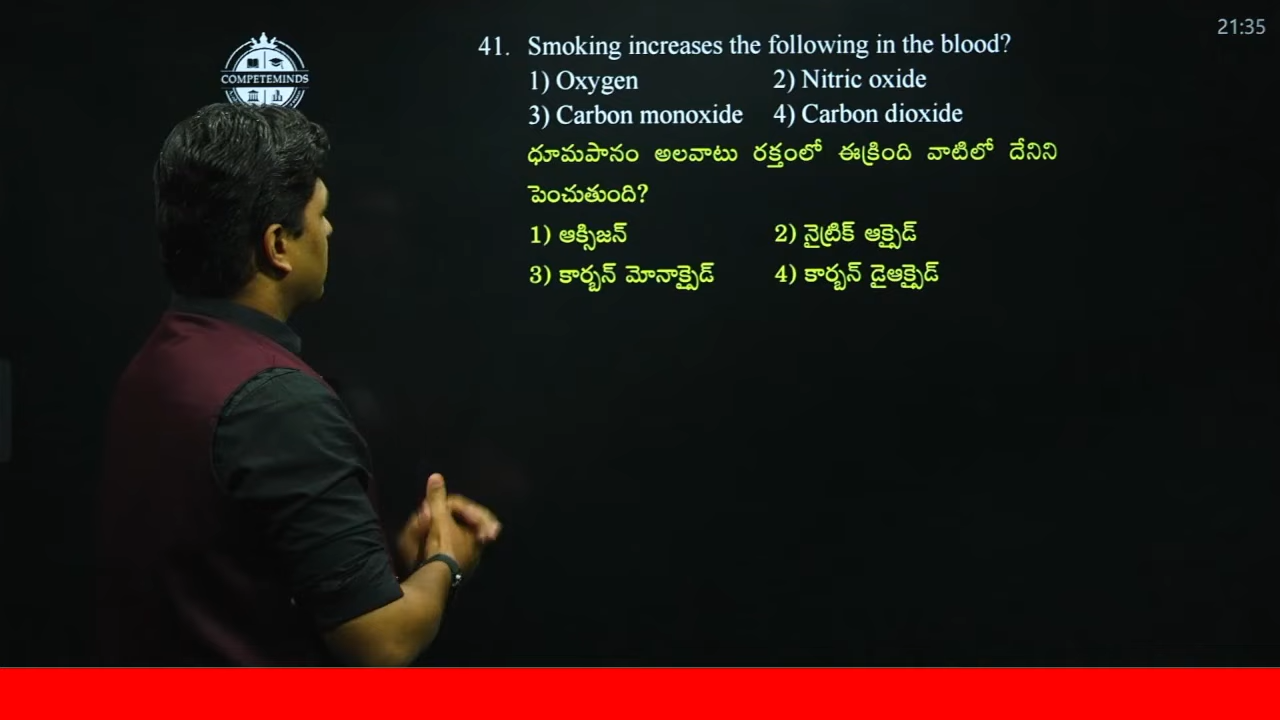 21:35
COMPETEMINDS
41. Smoking increases the following in the blood?
1) Oxygen 2) Nitric oxide
3) Carbon monoxide 4) Carbon dioxide
ధూమపానం అలవాటు రక్తంలో ఈక్రింది వాటిలో దేనిని
పెంచుతుంది?
1) ఆక్సిజన్ 2) నైట్రిక్ ఆక్సైడ్
3) కార్బన్ మోనాక్సైడ్ 4) కార్బన్ డైఆక్సైడ్